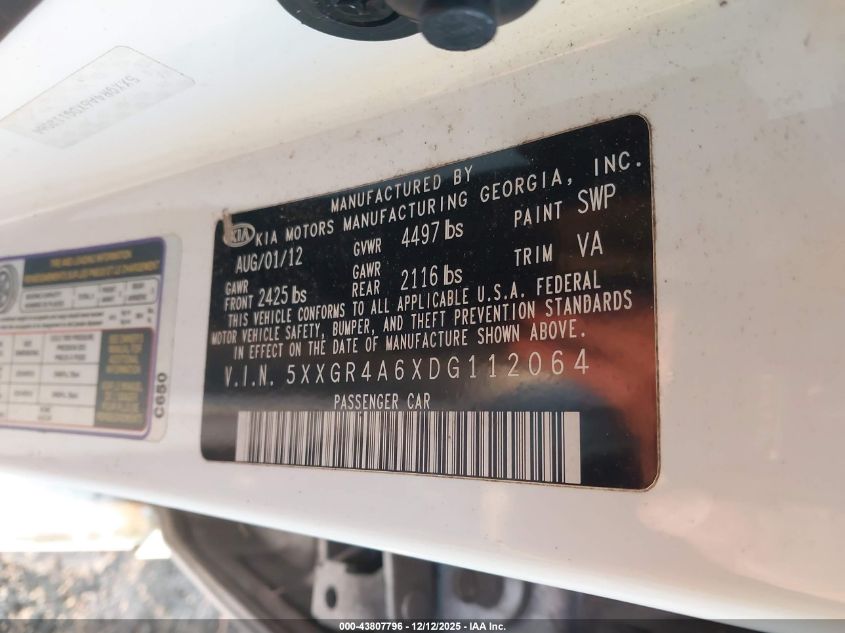 MANUFACTURED BY
KIA KIA MOTORS MANUFACTURING GEORGIA, INC.
AUG/01/12 GVWR 4497 lbs PAINT SWP
GAWR FRONT 2425 lbs GAWR REAR 2116 lbs TRIM VA
THIS VEHICLE CONFORMS TO ALL APPLICABLE U.S.A. FEDERAL
MOTOR VEHICLE SAFETY, BUMPER, AND THEFT PREVENTION STANDARDS
IN EFFECT ON THE DATE OF MANUFACTURE SHOWN ABOVE.
V.I.N. 5XXGR4A6XDG112064
PASSENGER CAR
C650
000-43807796 - 12/12/2025 - IAA Inc.